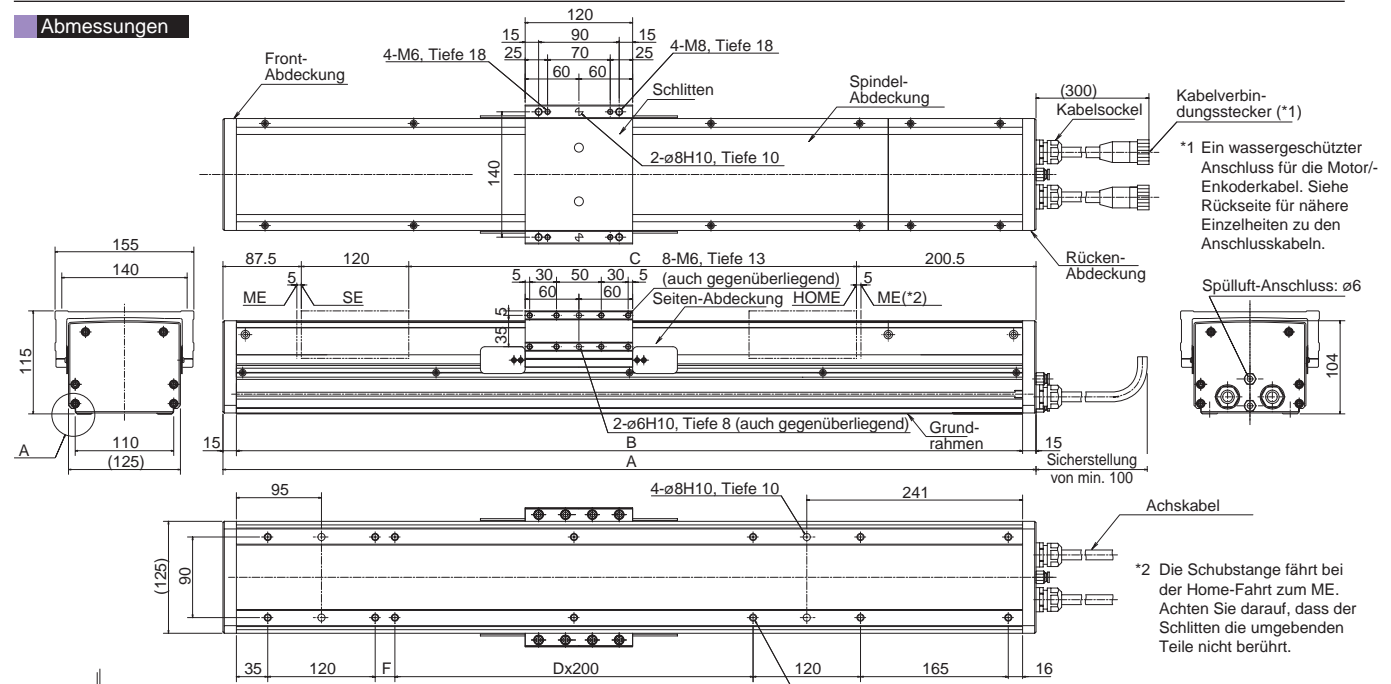 Abmessungen
120
15
90
15
25
70
25
60
60
4-M6, Tiefe 18
4-M8, Tiefe 18
Front-
Abdeckung
Schlitten
Spindel-
Abdeckung
(300)
Kabelsockel
Kabelverbin-
dungsstecker (*1)
2-ø8H10, Tiefe 10
140
*1 Ein wassergeschützter
Anschluss für die Motor/-
Enkoderkabel. Siehe
Rückseite für nähere
Einzelheiten zu den
Anschlusskabeln.
Rücken-
Abdeckung
155
140
115
110
(125)
A
87.5
120
C
8-M6, Tiefe 13
(auch gegenüberliegend)
200.5
5
ME
SE
5
30
50
30
5
60
60
Seiten-Abdeckung
HOME
5
ME(*2)
5
35
2-ø6H10, Tiefe 8 (auch gegenüberliegend)
Grund-
rahmen
15
B
15
A
Sicherstellung
von min. 100
Spülluft-Anschluss: ø6
104
95
4-ø8H10, Tiefe 10
241
Achskabel
(125)
90
*2 Die Schubstange fährt bei
der Home-Fahrt zum ME.
Achten Sie darauf, dass der
Schlitten die umgebenden
Teile nicht berührt.
35
120
F
Dx200
120
165
16